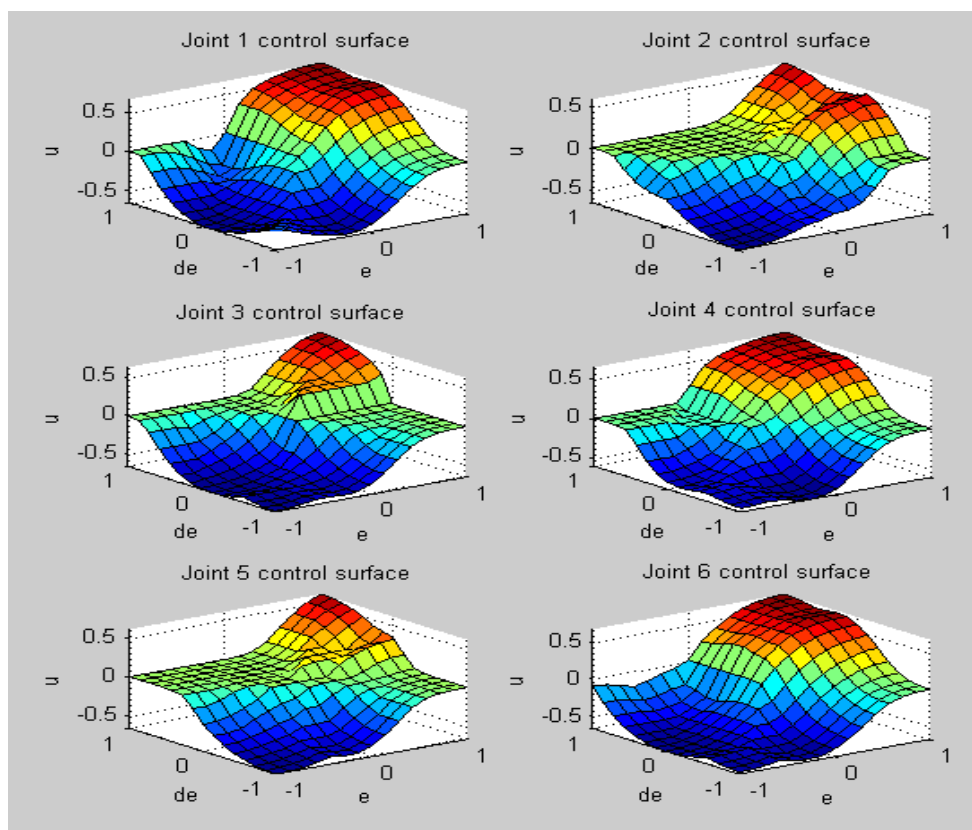 Joint 1 control surface
0.5
0
-0.5
u
1
0
-1
de
-1
0
1
e
Joint 2 control surface
0.5
0
-0.5
u
1
0
-1
de
-1
0
1
e
Joint 3 control surface
0.5
0
-0.5
u
1
0
-1
de
-1
0
1
e
Joint 4 control surface
0.5
0
-0.5
u
1
0
-1
de
-1
0
1
e
Joint 5 control surface
0.5
0
-0.5
u
1
0
-1
de
-1
0
1
e
Joint 6 control surface
0.5
0
-0.5
u
1
0
-1
de
-1
0
1
e